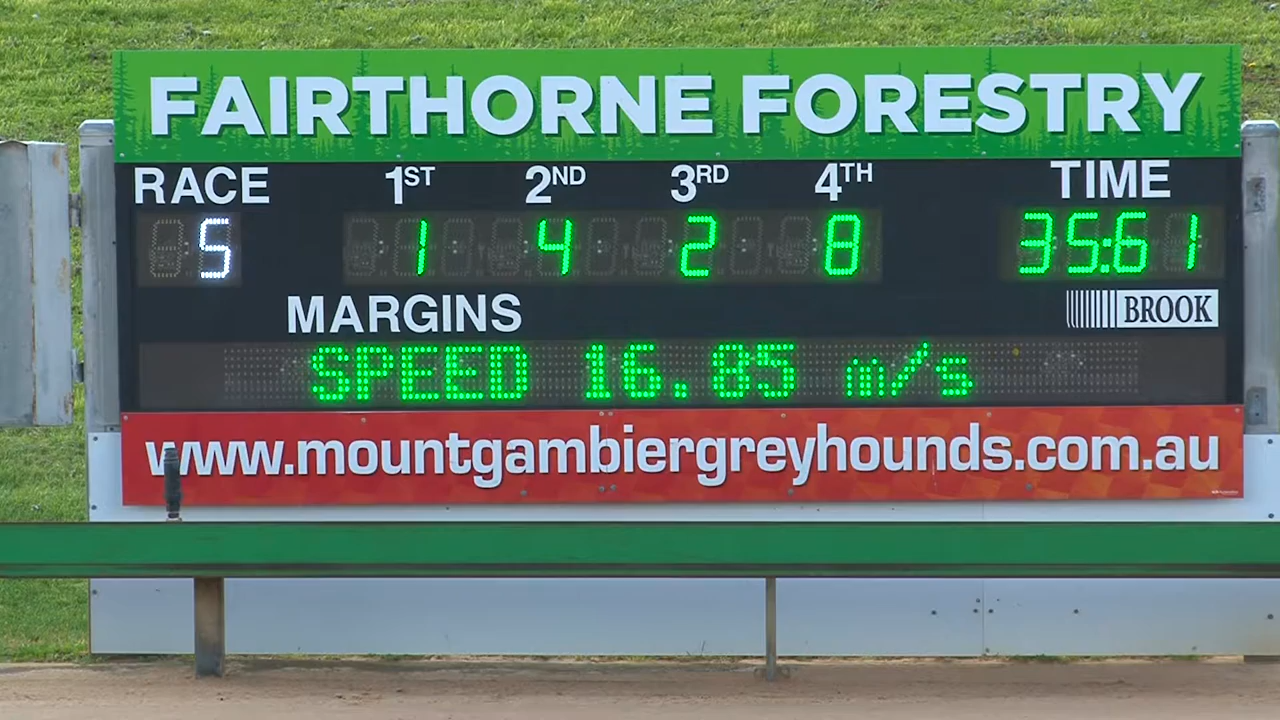 FAIRTHORNE FORESTRY
RACE 1ST 2ND 3RD 4TH TIME
5 1 4 2 8 35:61
MARGINS BROOK
SPEED 16.85 m/s
www.mountgambiergreyhounds.com.au